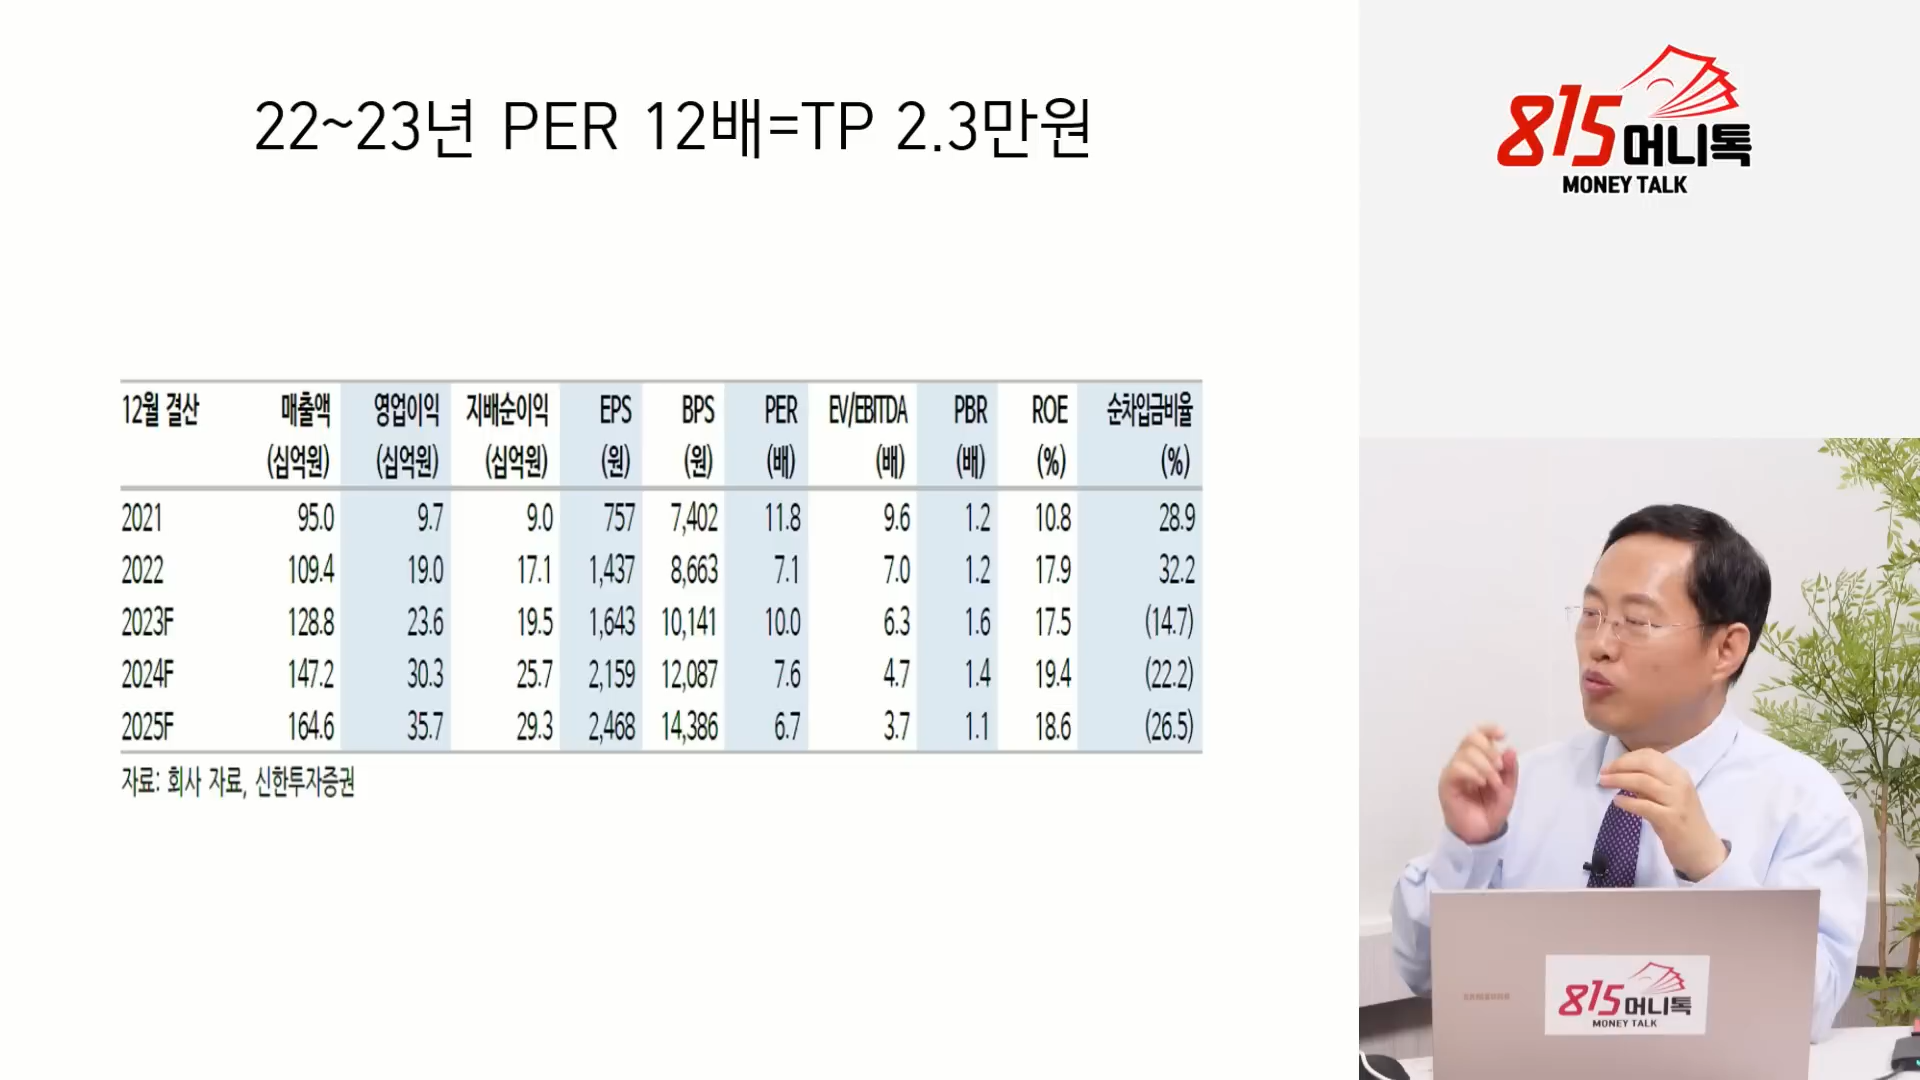 22~23년 PER 12배=TP 2.3만원
815머니톡
MONEY TALK
12월 결산 매출액 영업이익 지배순이익 EPS BPS PER EV/EBITDA PBR ROE 순차입금비율
(십억원) (십억원) (십억원) (원) (원) (배) (배) (배) (%) (%)
2021 95.0 9.7 9.0 757 7,402 11.8 9.6 1.2 10.8 28.9
2022 109.4 19.0 17.1 1,437 8,663 7.1 7.0 1.2 17.9 32.2
2023F 128.8 23.6 19.5 1,643 10,141 10.0 6.3 1.6 17.5 (14.7)
2024F 147.2 30.3 25.7 2,159 12,087 7.6 4.7 1.4 19.4 (22.2)
2025F 164.6 35.7 29.3 2,468 14,386 6.7 3.7 1.1 18.6 (26.5)
자료: 회사 자료, 신한투자증권
SAMSUNG
815머니톡
MONEY TALK